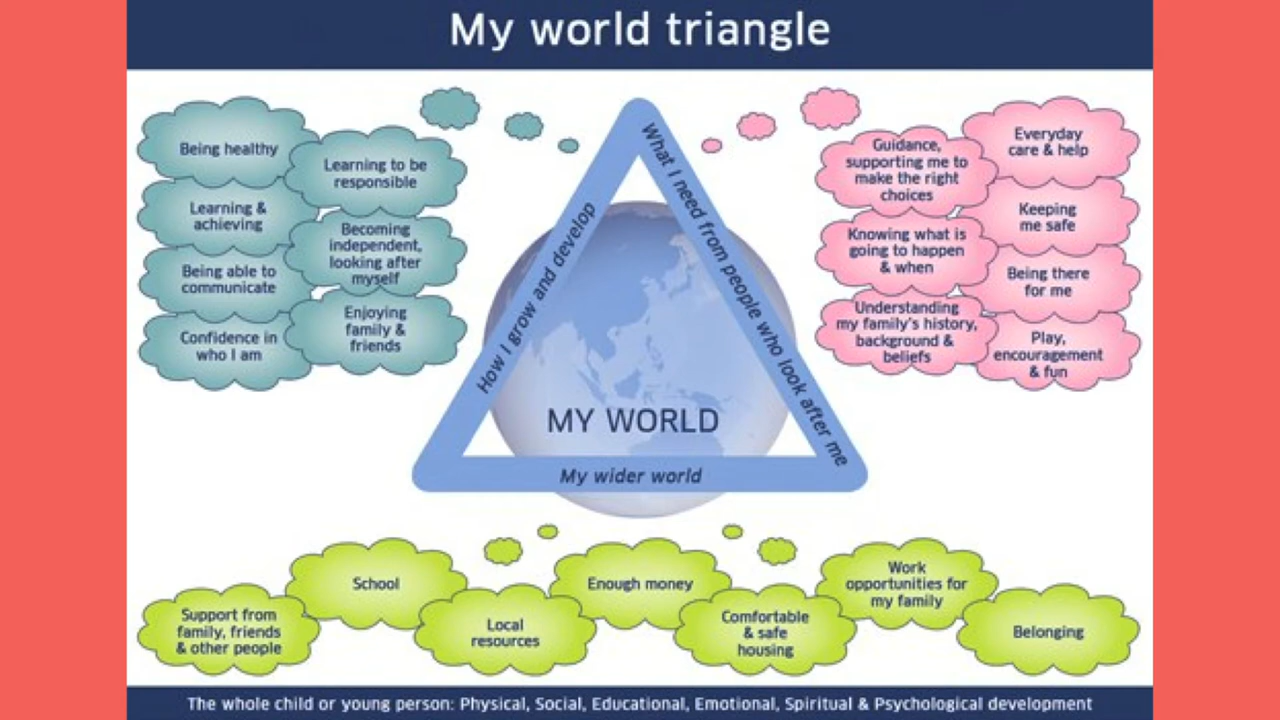 My world triangle
Being healthy
Learning &
achieving
Being able to
communicate
Confidence in
who I am
Learning to be
responsible
Becoming
independent,
looking after
myself
Enjoying
family &
friends
How I grow and develop
What I need from people who look after me
MY WORLD
My wider world
Guidance,
supporting me to
make the right
choices
Knowing what is
going to happen
& when
Understanding
my family's history,
background &
beliefs
Everyday
care & help
Keeping
me safe
Being there
for me
Play,
encouragement
& fun
Support from
family, friends
& other people
School
Local
resources
Enough money
Comfortable
& safe
housing
Work
opportunities for
my family
Belonging
The whole child or young person: Physical, Social, Educational, Emotional, Spiritual & Psychological development